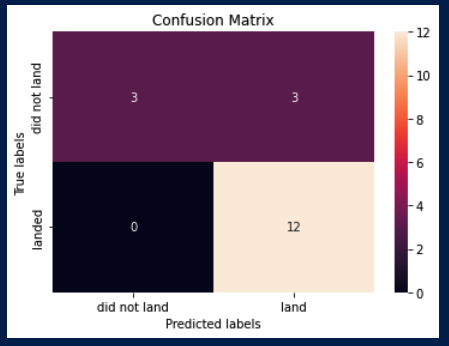 Confusion Matrix
True labels
did not land
3 3
landed
0 12
did not land land
Predicted labels
12
10
8
6
4
2
0